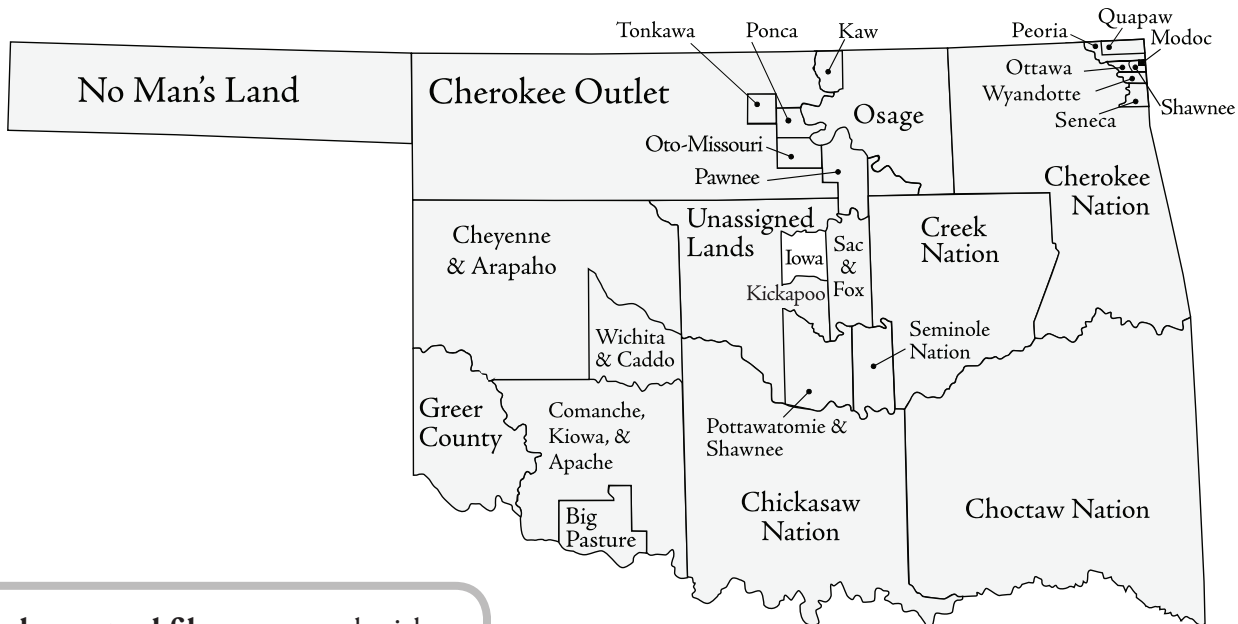 Tonkawa
Ponca
Kaw
Peoria
Quapaw
Modoc
No Man's Land
Cherokee Outlet
Ottawa
Wyandotte
Shawnee
Seneca
Osage
Oto-Missouri
Pawnee
Cherokee
Nation
Cheyenne
& Arapaho
Unassigned
Lands
Iowa
Sac
&
Fox
Kickapoo
Creek
Nation
Wichita
& Caddo
Seminole
Nation
Greer
County
Comanche,
Kiowa, &
Apache
Big
Pasture
Pottawatomie &
Shawnee
Chickasaw
Nation
Choctaw Nation